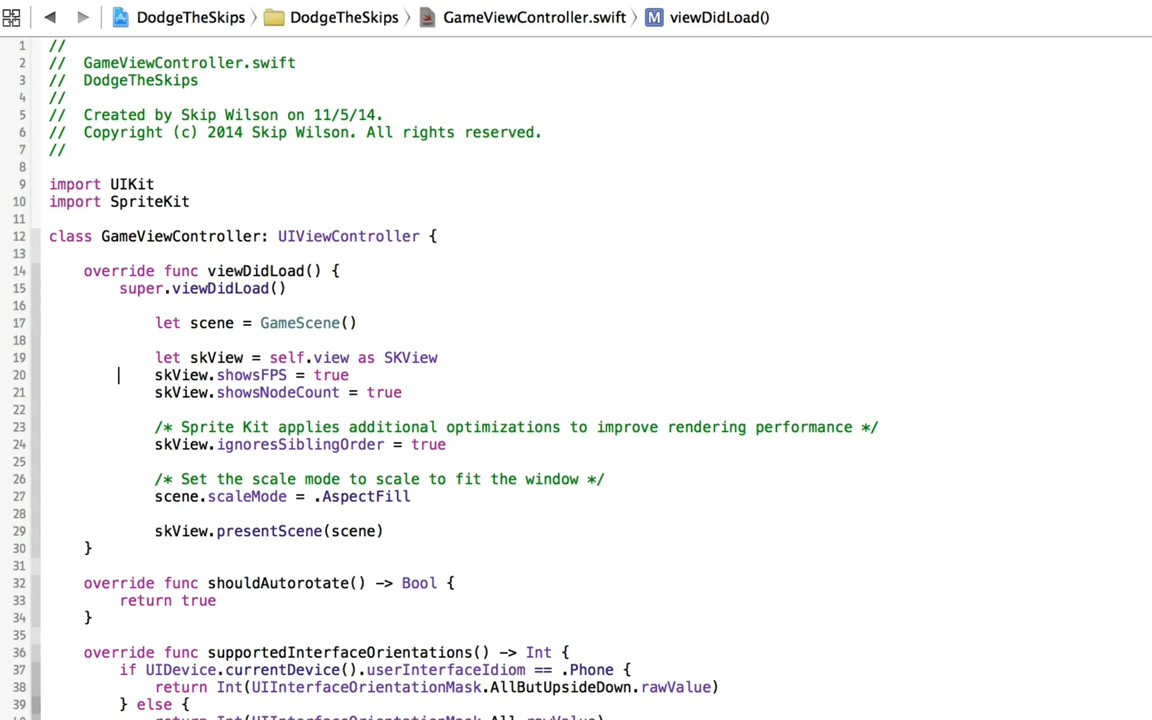 DodgeTheSkips 〉 DodgeTheSkips 〉 GameViewController.swift 〉 M viewDidLoad()
1 //
2 //  GameViewController.swift
3 //  DodgeTheSkips
4 //
5 //  Created by Skip Wilson on 11/5/14.
6 //  Copyright (c) 2014 Skip Wilson. All rights reserved.
7 //
8
9 import UIKit
10 import SpriteKit
11
12 class GameViewController: UIViewController {
13
14     override func viewDidLoad() {
15         super.viewDidLoad()
16
17             let scene = GameScene()
18
19             let skView = self.view as SKView
20             skView.showsFPS = true
21             skView.showsNodeCount = true
22
23             /* Sprite Kit applies additional optimizations to improve rendering performance */
24             skView.ignoresSiblingOrder = true
25
26             /* Set the scale mode to scale to fit the window */
27             scene.scaleMode = .AspectFill
28
29             skView.presentScene(scene)
30     }
31
32     override func shouldAutorotate() -> Bool {
33         return true
34     }
35
36     override func supportedInterfaceOrientations() -> Int {
37         if UIDevice.currentDevice().userInterfaceIdiom == .Phone {
38             return Int(UIInterfaceOrientationMask.AllButUpsideDown.rawValue)
39         } else {
40             return Int(UIInterfaceOrientationMask.All.rawValue)